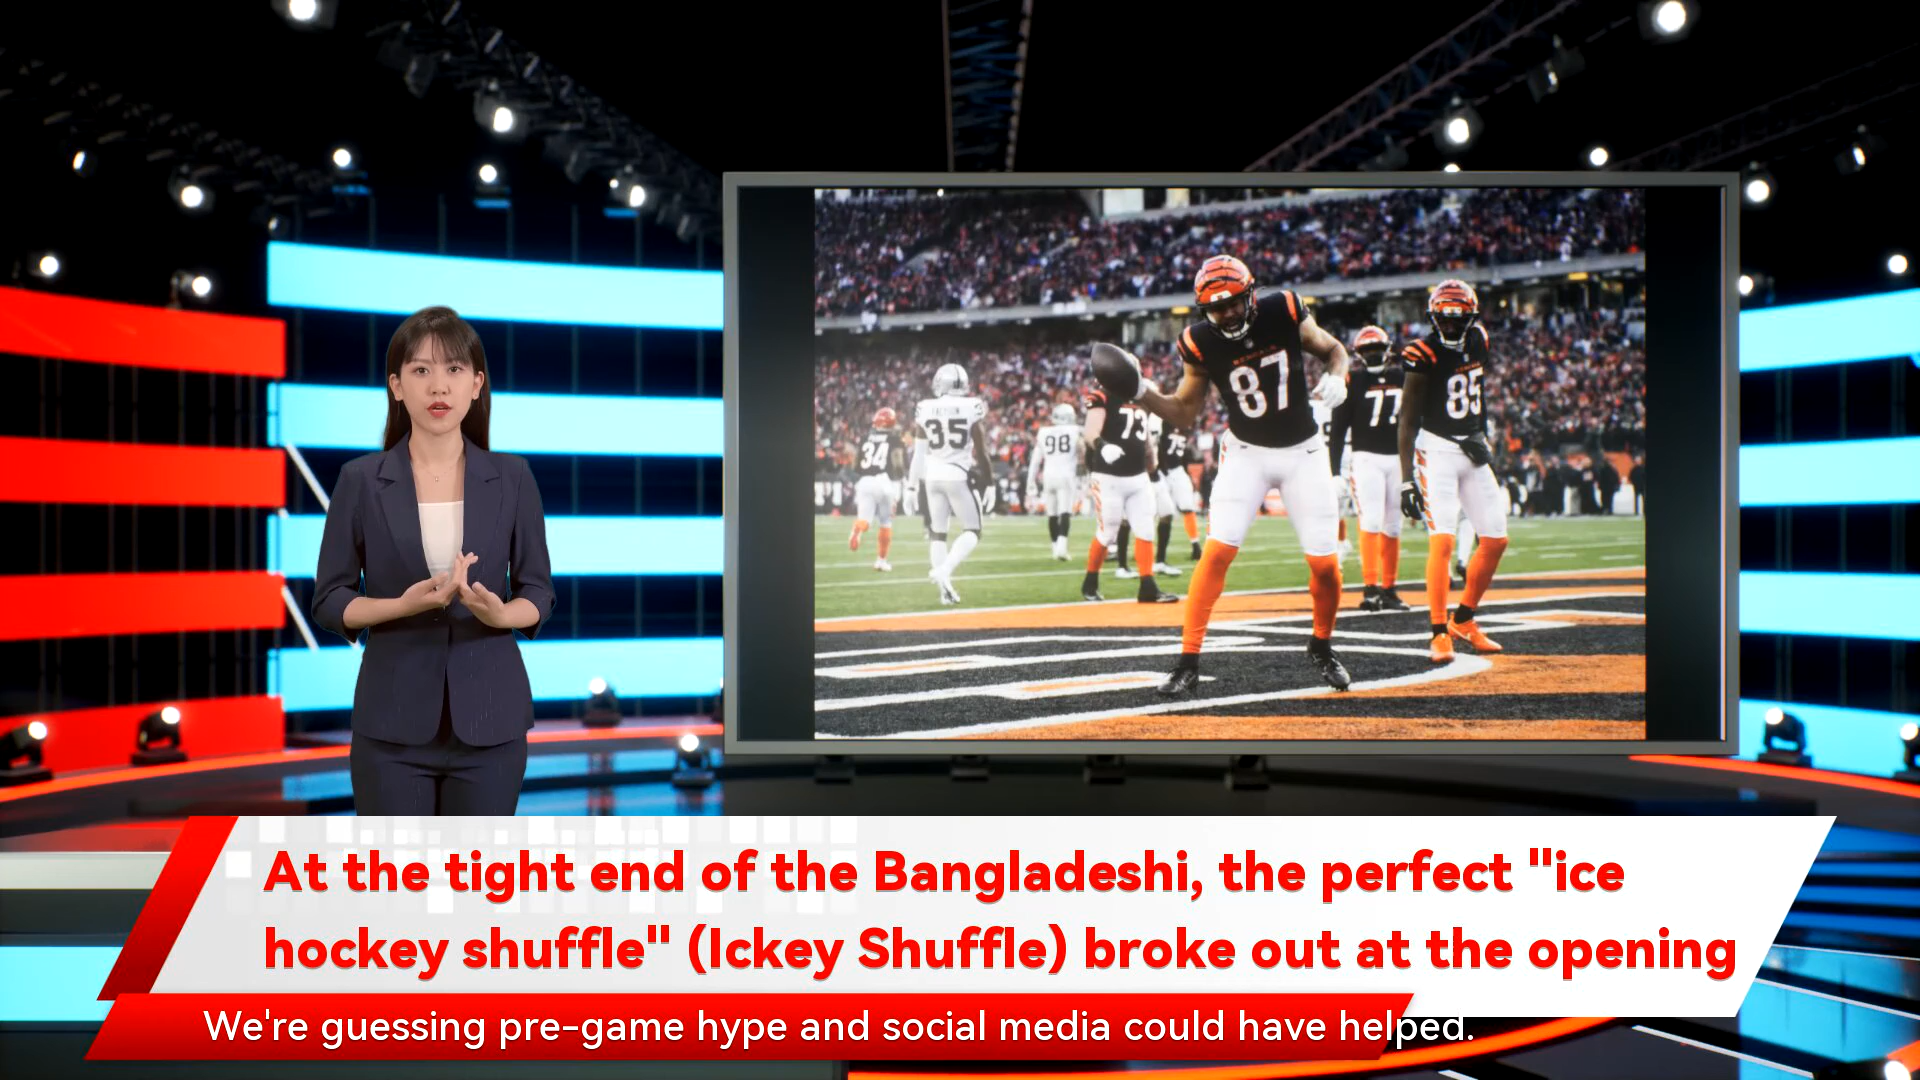 35
34
98
73
75
87
77
85
At the tight end of the Bangladeshi, the perfect "ice
hockey shuffle" (Ickey Shuffle) broke out at the opening
We're guessing pre-game hype and social media could have helped.